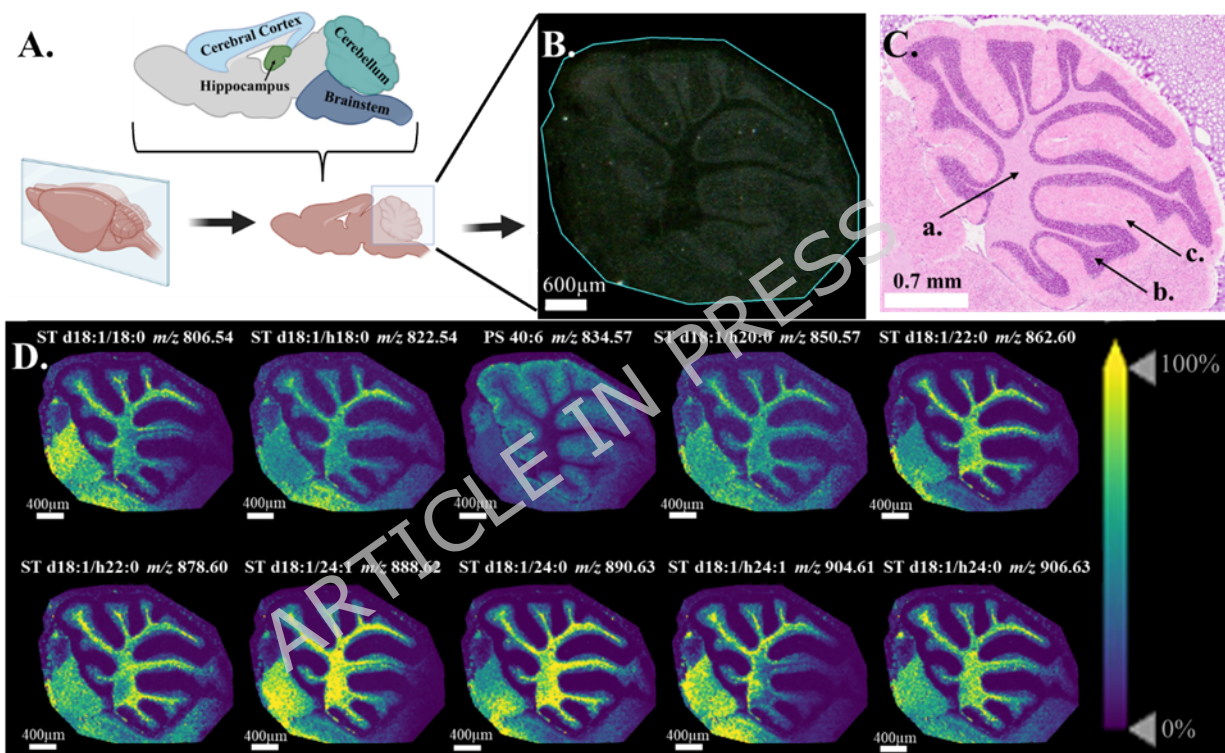 A.
Cerebral Cortex
Hippocampus
Cerebellum
Brainstem
B.
600µm
C.
a.
b.
c.
0.7 mm
D.
ST d18:1/18:0 m/z 806.54
ST d18:1/h18:0 m/z 822.54
PS 40:6 m/z 834.57
ST d18:1/h20:0 m/z 850.57
ST d18:1/22:0 m/z 862.60
400µm
400µm
400µm
400µm
400µm
ST d18:1/h22:0 m/z 878.60
ST d18:1/24:1 m/z 888.62
ST d18:1/24:0 m/z 890.63
ST d18:1/h24:1 m/z 904.61
ST d18:1/h24:0 m/z 906.63
400µm
400µm
400µm
400µm
400µm
100%
0%
ARTICLE IN PRESS